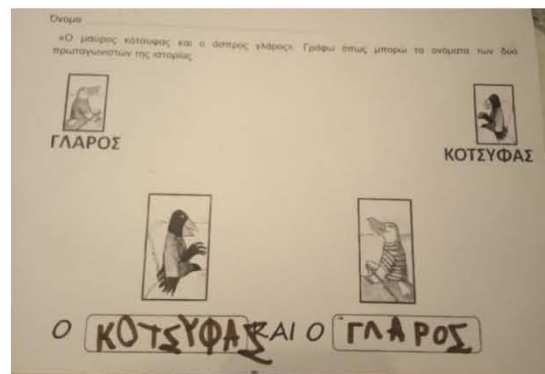 Όνομα
«Ο μαύρος κότσυφας και ο άσπρος γλάρος». Γράφω όπως μπορώ τα ονόματα των δύο
πρωταγωνιστών της ιστορίας
ΓΛΑΡΟΣ
ΚΟΤΣΥΦΑΣ
Ο ΚΟΤΣΥΦΑΣ ΚΑΙ Ο ΓΛΑΡΟΣ